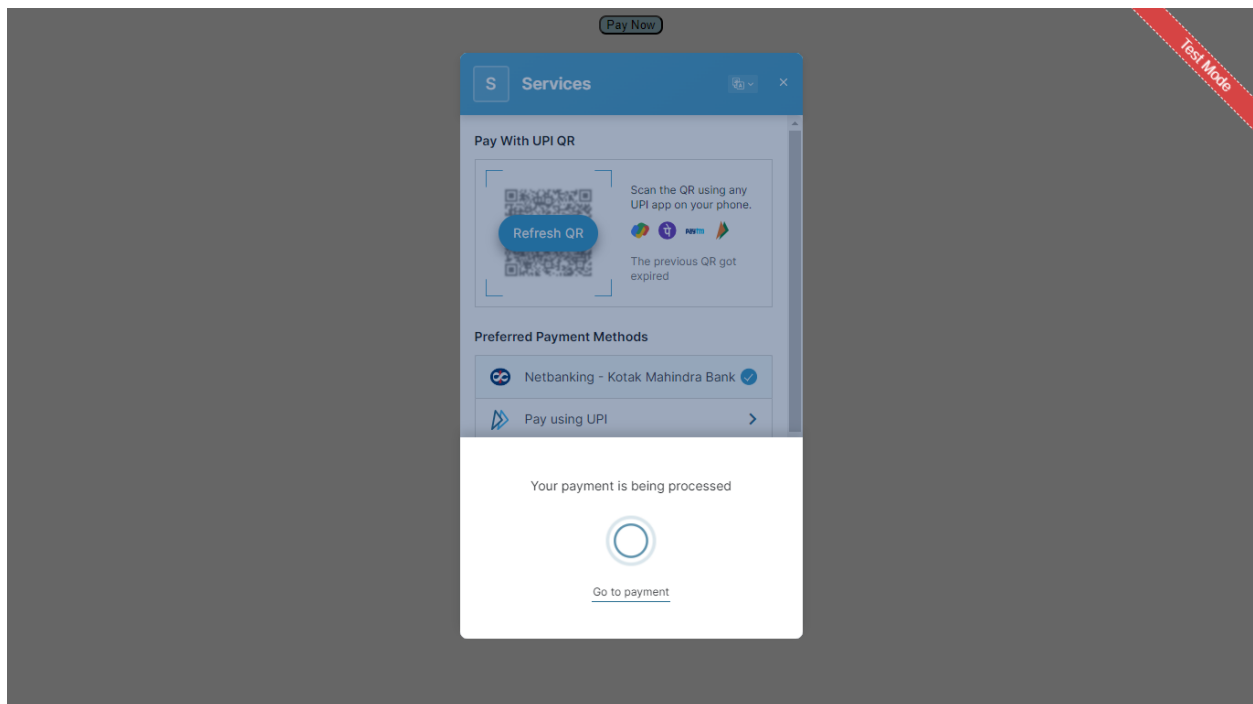 Pay Now
Test Mode
S Services
Pay With UPI QR
Scan the QR using any
UPI app on your phone.
Refresh QR
पे Paytm
The previous QR got
expired
Preferred Payment Methods
Netbanking - Kotak Mahindra Bank
Pay using UPI
Your payment is being processed
Go to payment